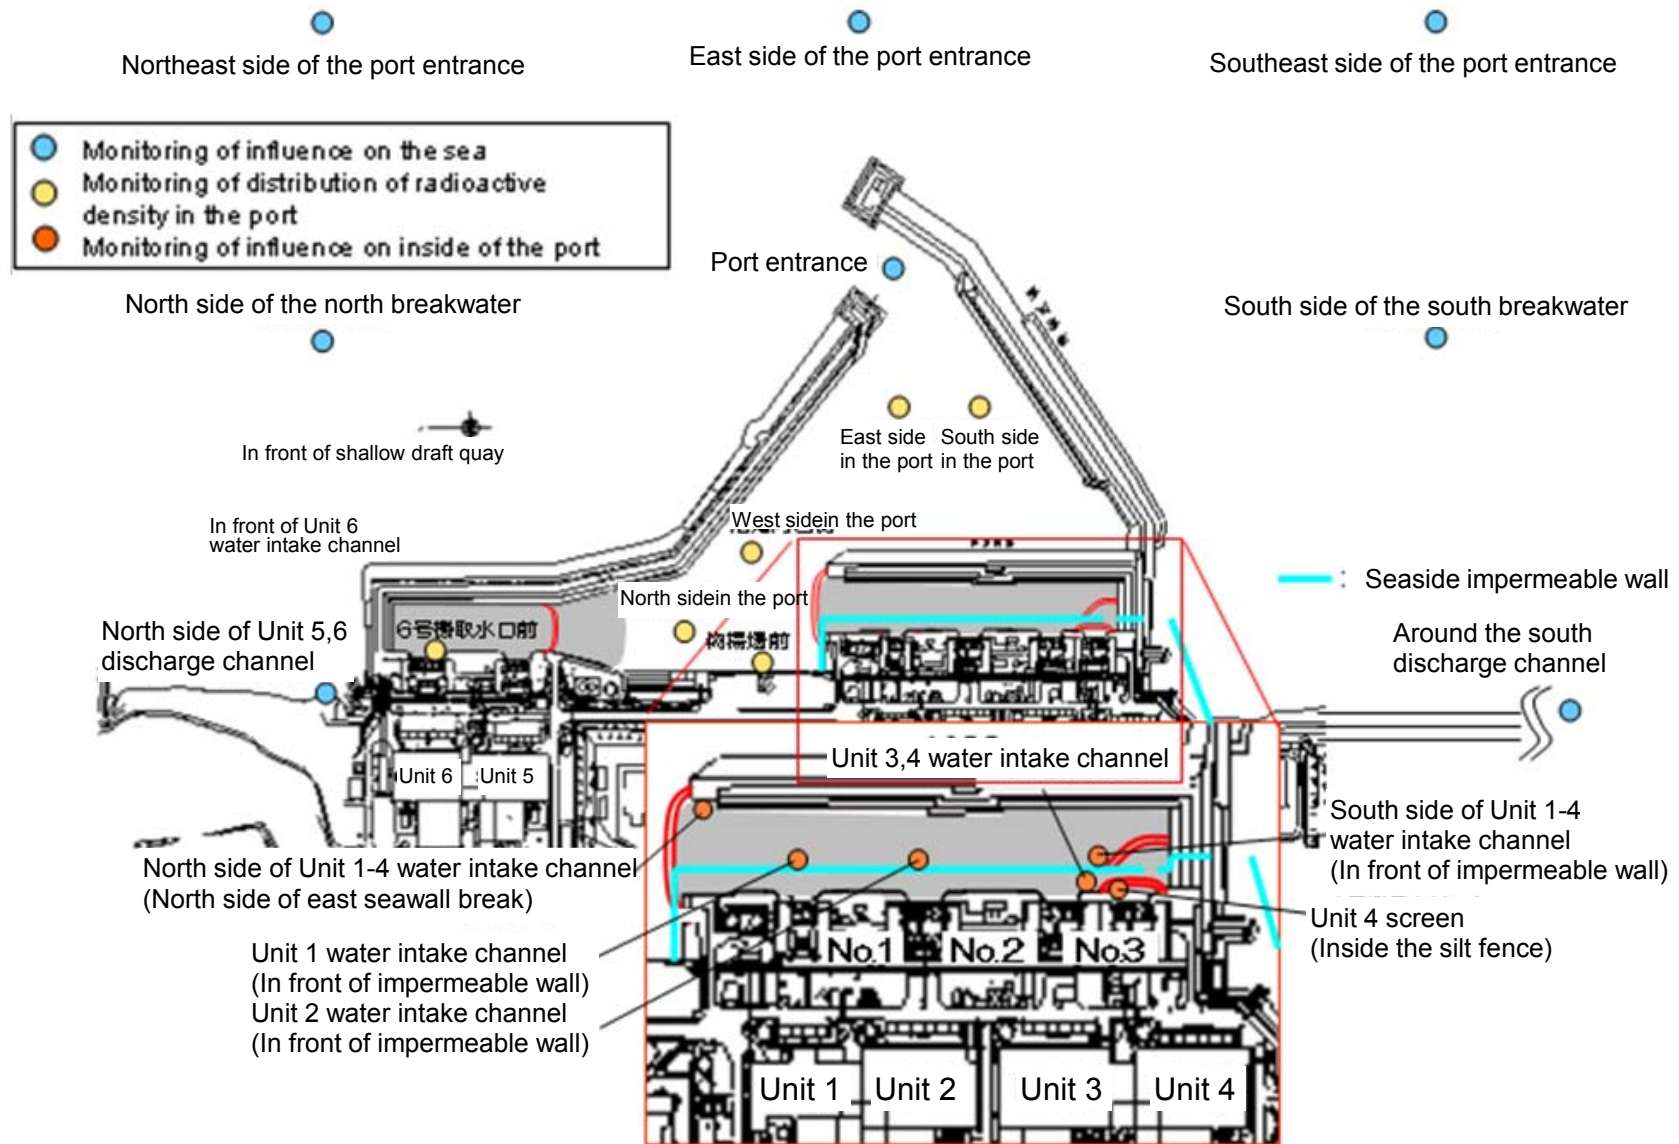 Northeast side of the port entrance
East side of the port entrance
Southeast side of the port entrance
Monitoring of influence on the sea
Monitoring of distribution of radioactive
density in the port
Monitoring of influence on inside of the port
Port entrance
North side of the north breakwater
South side of the south breakwater
In front of shallow draft quay
East side
in the port
South side
in the port
In front of Unit 6
water intake channel
West sidein the port
: Seaside impermeable wall
North sidein the port
6号機取水口前
物揚場前
North side of Unit 5,6
discharge channel
Around the south
discharge channel
Unit 6
Unit 5
Unit 3,4 water intake channel
South side of Unit 1-4
water intake channel
(In front of impermeable wall)
North side of Unit 1-4 water intake channel
(North side of east seawall break)
Unit 4 screen
(Inside the silt fence)
Unit 1 water intake channel
(In front of impermeable wall)
Unit 2 water intake channel
(In front of impermeable wall)
No.1
No.2
No.3
Unit 1
Unit 2
Unit 3
Unit 4